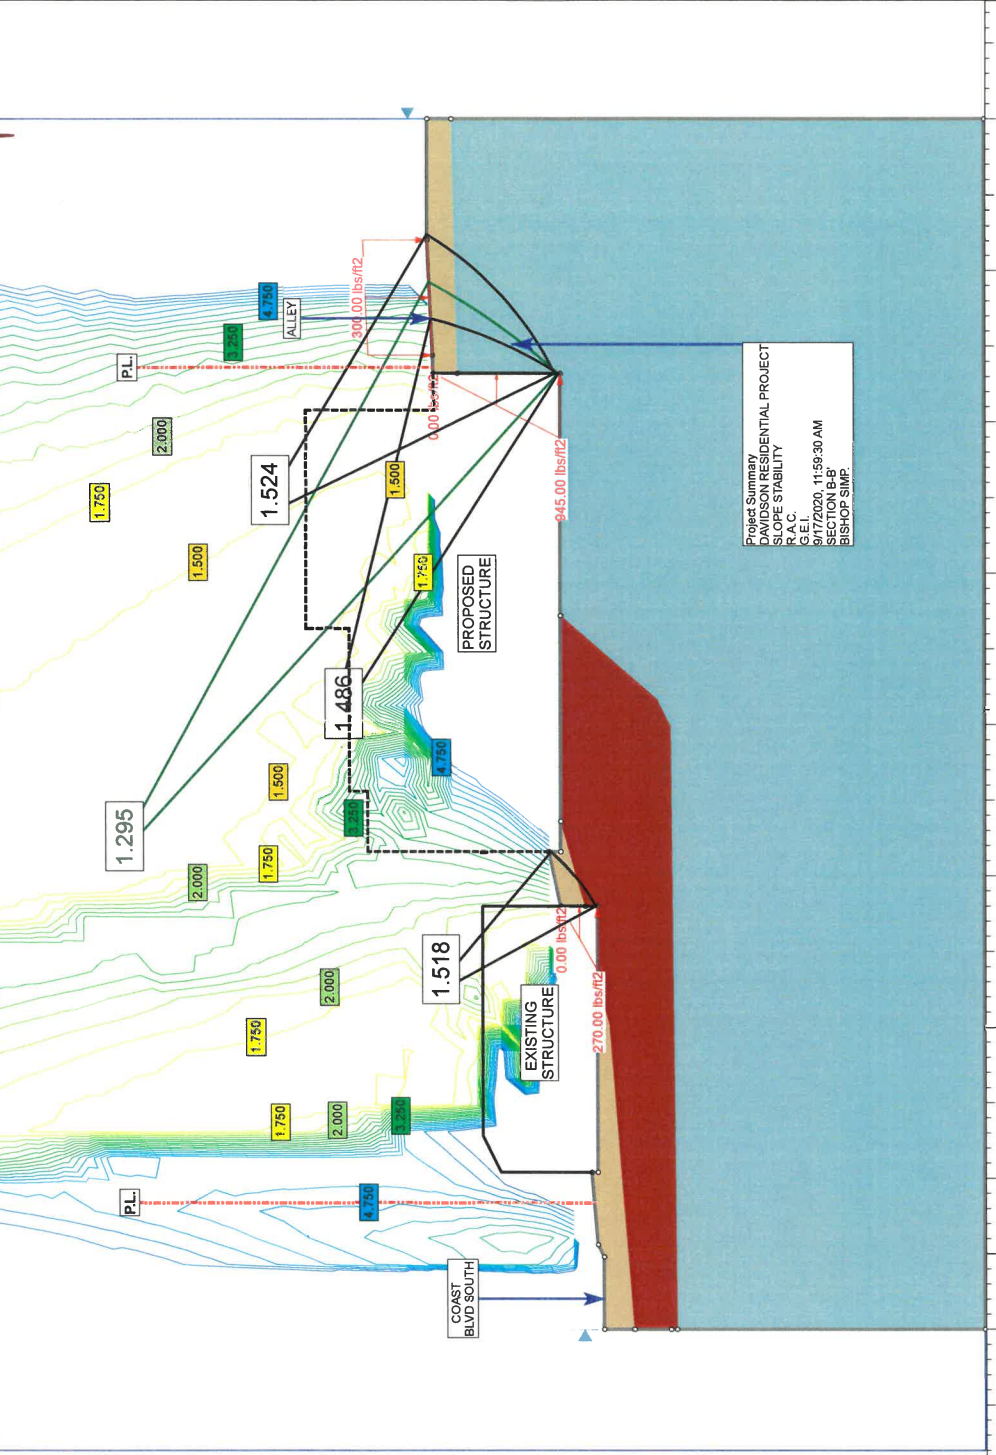 P.L.
1.750
2.000
1.500
3.250
4.750
ALLEY
300.00 lbs/ft2
1.524
1.500
0.00 lbs/ft2
1.750
945.00 lbs/ft2
PROPOSED
STRUCTURE
1.486
1.295
1.500
3.250
4.750
1.750
2.000
1.518
0.00 lbs/ft2
2.000
1.750
EXISTING
STRUCTURE
270.00 lbs/ft2
1.750
2.000
3.250
P.L.
4.750
COAST
BLVD SOUTH
Project Summary
DAVIDSON RESIDENTIAL PROJECT
SLOPE STABILITY
R.A.C.
G.E.I.
9/17/2020, 11:59:30 AM
SECTION B-B'
BISHOP SIMP.